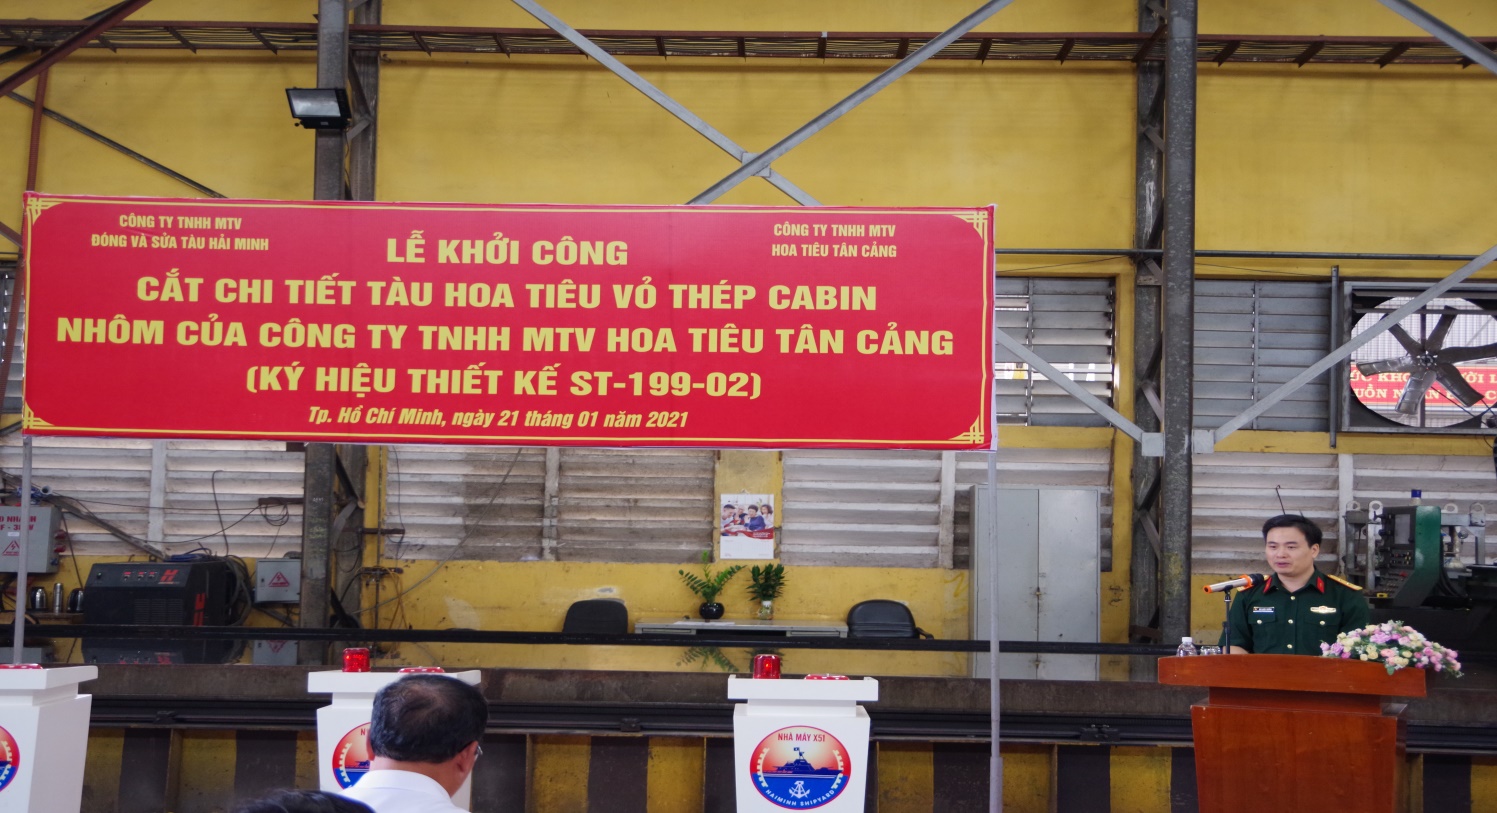 CÔNG TY TNHH MTV
ĐÓNG VÀ SỬA TÀU HẢI MINH
CÔNG TY TNHH MTV
HOA TIÊU TÂN CẢNG
LỄ KHỞI CÔNG
CẮT CHI TIẾT TÀU HOA TIÊU VỎ THÉP CABIN
NHÔM CỦA CÔNG TY TNHH MTV HOA TIÊU TÂN CẢNG
(KÝ HIỆU THIẾT KẾ ST-199-02)
Tp. Hồ Chí Minh, ngày 21 tháng 01 năm 2021
NHÀ MÁY X51
HAIMINH SHIPYARD